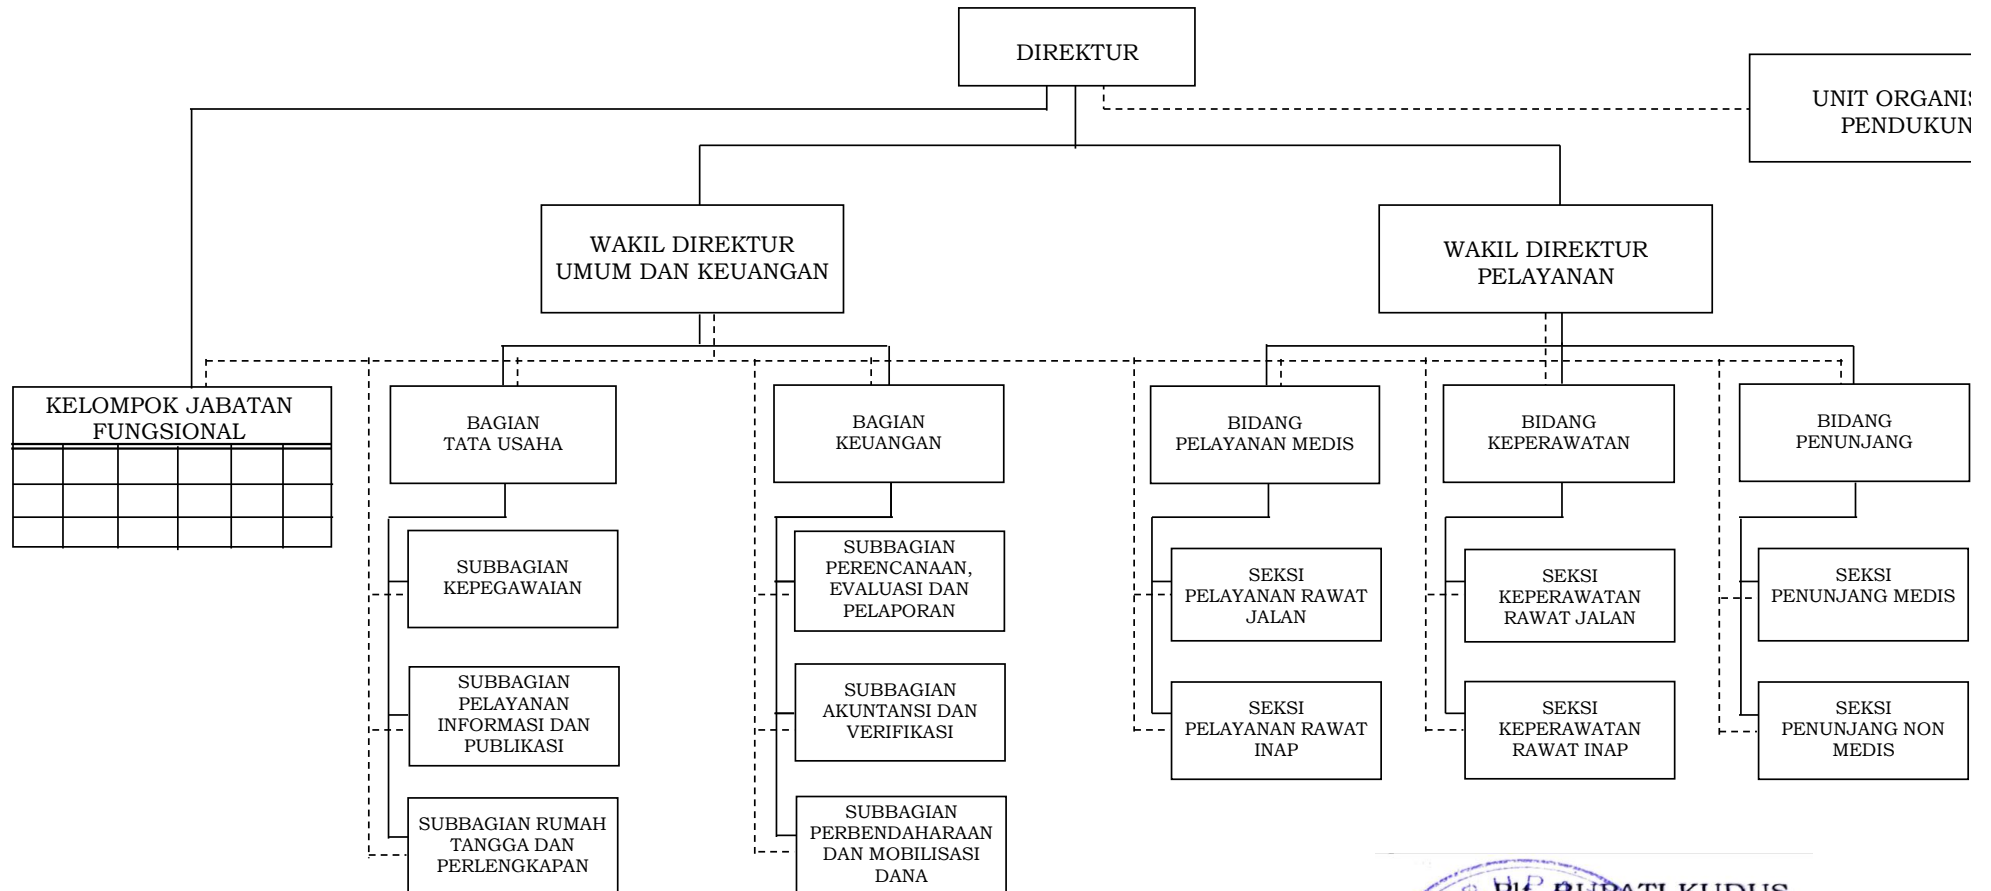 DIREKTUR
UNIT ORGANIS
PENDUKUN
WAKIL DIREKTUR
UMUM DAN KEUANGAN
WAKIL DIREKTUR
PELAYANAN
KELOMPOK JABATAN
FUNGSIONAL
BAGIAN
TATA USAHA
BAGIAN
KEUANGAN
BIDANG
PELAYANAN MEDIS
BIDANG
KEPERAWATAN
BIDANG
PENUNJANG
SUBBAGIAN
KEPEGAWAIAN
SUBBAGIAN
PELAYANAN
INFORMASI DAN
PUBLIKASI
SUBBAGIAN RUMAH
TANGGA DAN
PERLENGKAPAN
SUBBAGIAN
PERENCANAAN,
EVALUASI DAN
PELAPORAN
SUBBAGIAN
AKUNTANSI DAN
VERIFIKASI
SUBBAGIAN
PERBENDAHARAAN
DAN MOBILISASI
DANA
SEKSI
PELAYANAN RAWAT
JALAN
SEKSI
PELAYANAN RAWAT
INAP
SEKSI
KEPERAWATAN
RAWAT JALAN
SEKSI
KEPERAWATAN
RAWAT INAP
SEKSI
PENUNJANG MEDIS
SEKSI
PENUNJANG NON
MEDIS
BUPATI KUDUS